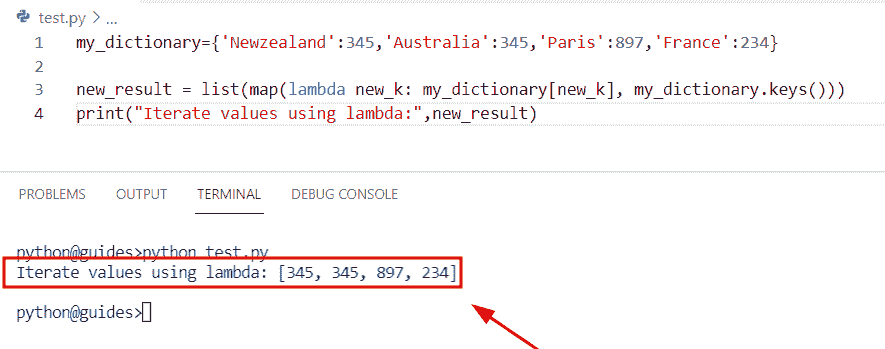 test.py > ...
1 my_dictionary={'Newzealand':345,'Australia':345,'Paris':897,'France':234}
2
3 new_result = list(map(lambda new_k: my_dictionary[new_k], my_dictionary.keys()))
4 print("Iterate values using lambda:",new_result)
PROBLEMS OUTPUT TERMINAL DEBUG CONSOLE
python@guides>python test.py
Iterate values using lambda: [345, 345, 897, 234]
python@guides>